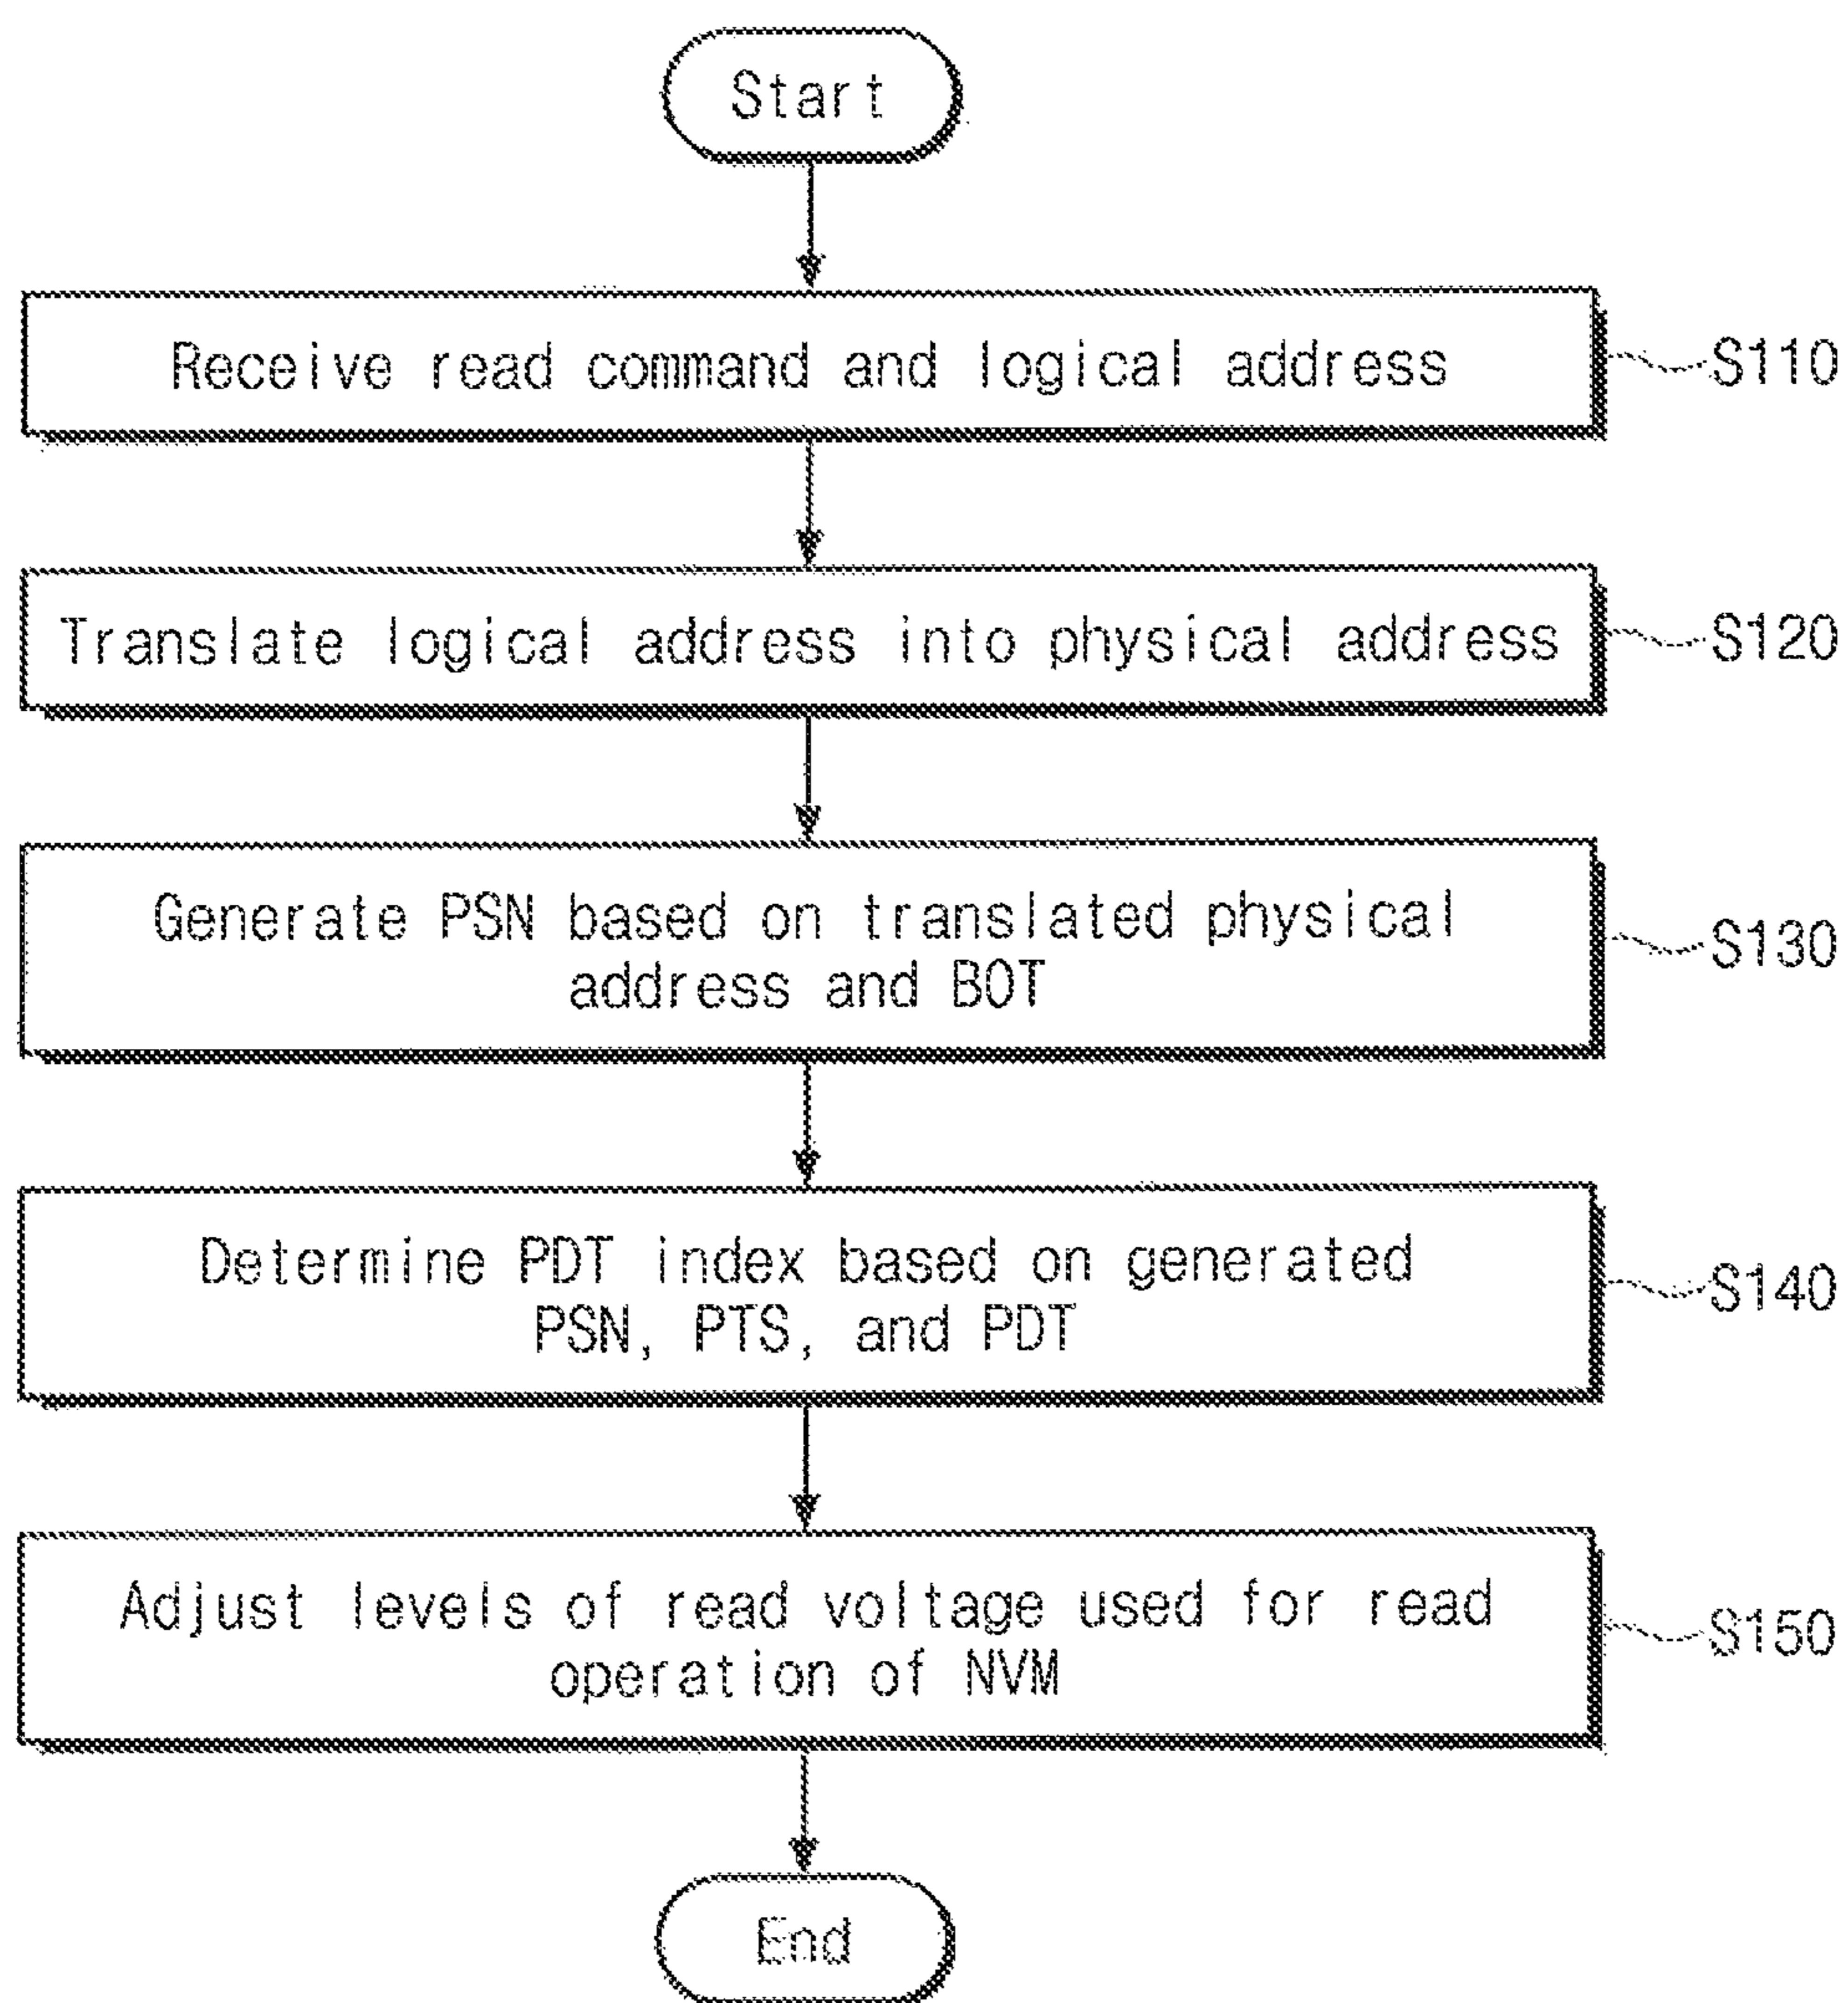 Start
Receive read command and logical address
S110
Translate logical address into physical address
S120
Generate PSN based on translated physical
address and BOT
S130
Determine PDT index based on generated
PSN, PTS, and PDT
S140
Adjust levels of read voltage used for read
operation of NVM
S150
End